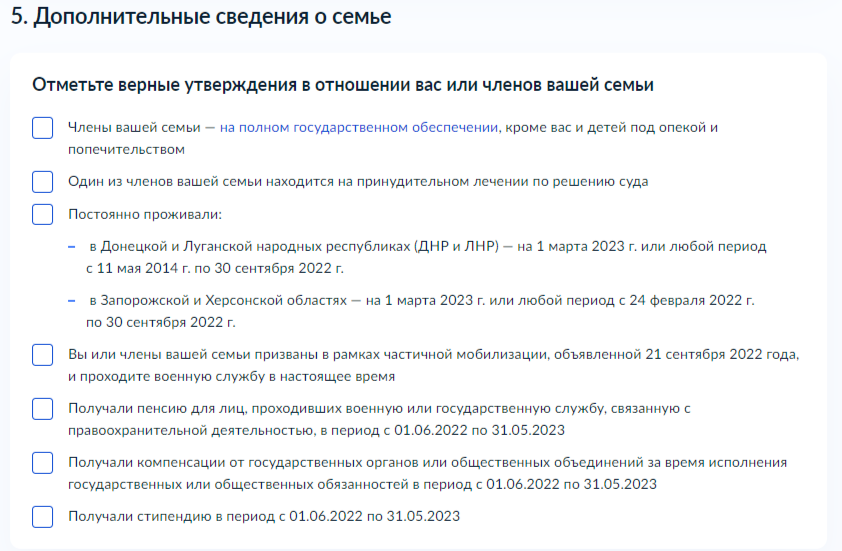 5. Дополнительные сведения о семье
Отметьте верные утверждения в отношении вас или членов вашей семьи
Члены вашей семьи — на полном государственном обеспечении, кроме вас и детей под опекой и
попечительством
Один из членов вашей семьи находится на принудительном лечении по решению суда
Постоянно проживали:
– в Донецкой и Луганской народных республиках (ДНР и ЛНР) — на 1 марта 2023 г. или любой период
с 11 мая 2014 г. по 30 сентября 2022 г.
– в Запорожской и Херсонской областях — на 1 марта 2023 г. или любой период с 24 февраля 2022 г.
по 30 сентября 2022 г.
Вы или члены вашей семьи призваны в рамках частичной мобилизации, объявленной 21 сентября 2022 года,
и проходите военную службу в настоящее время
Получали пенсию для лиц, проходивших военную или государственную службу, связанную с
правоохранительной деятельностью, в период с 01.06.2022 по 31.05.2023
Получали компенсации от государственных органов или общественных объединений за время исполнения
государственных или общественных обязанностей в период с 01.06.2022 по 31.05.2023
Получали стипендию в период с 01.06.2022 по 31.05.2023